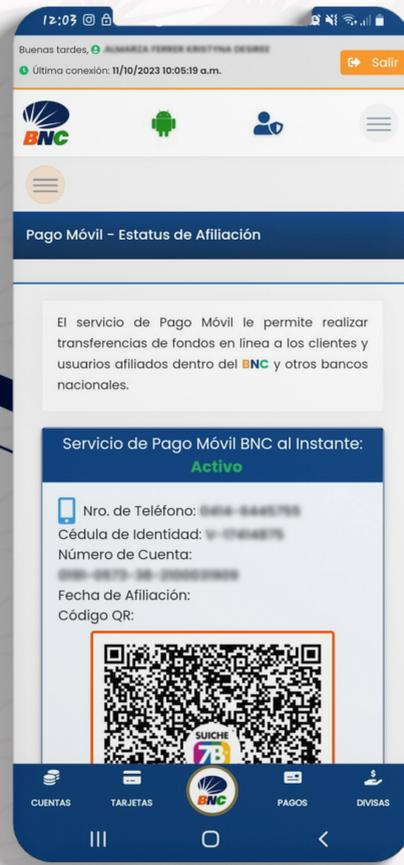 12:03
Buenas tardes,
Última conexión: 11/10/2023 10:05:19 a.m.
Salir
BNC
Pago Móvil - Estatus de Afiliación
El servicio de Pago Móvil le permite realizar
transferencias de fondos en línea a los clientes y
usuarios afiliados dentro del BNC y otros bancos
nacionales.
Servicio de Pago Móvil BNC al Instante:
Activo
Nro. de Teléfono:
Cédula de Identidad:
Número de Cuenta:
Fecha de Afiliación:
Código QR:
SUICHE
7B
CUENTAS
TARJETAS
BNC
PAGOS
DIVISAS